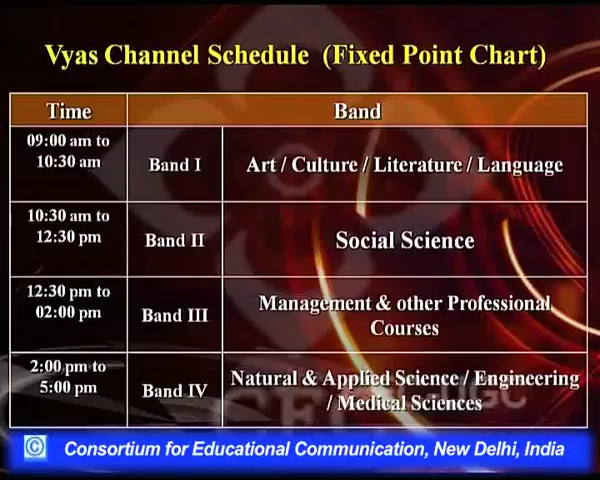 Vyas Channel Schedule (Fixed Point Chart)
Time Band
09:00 am to
10:30 am
Band I
Art / Culture / Literature / Language
10:30 am to
12:30 pm
Band II
Social Science
12:30 pm to
02:00 pm
Band III
Management & other Professional
Courses
2:00 pm to
5:00 pm
Band IV
Natural & Applied Science / Engineering
/ Medical Sciences
Consortium for Educational Communication, New Delhi, India